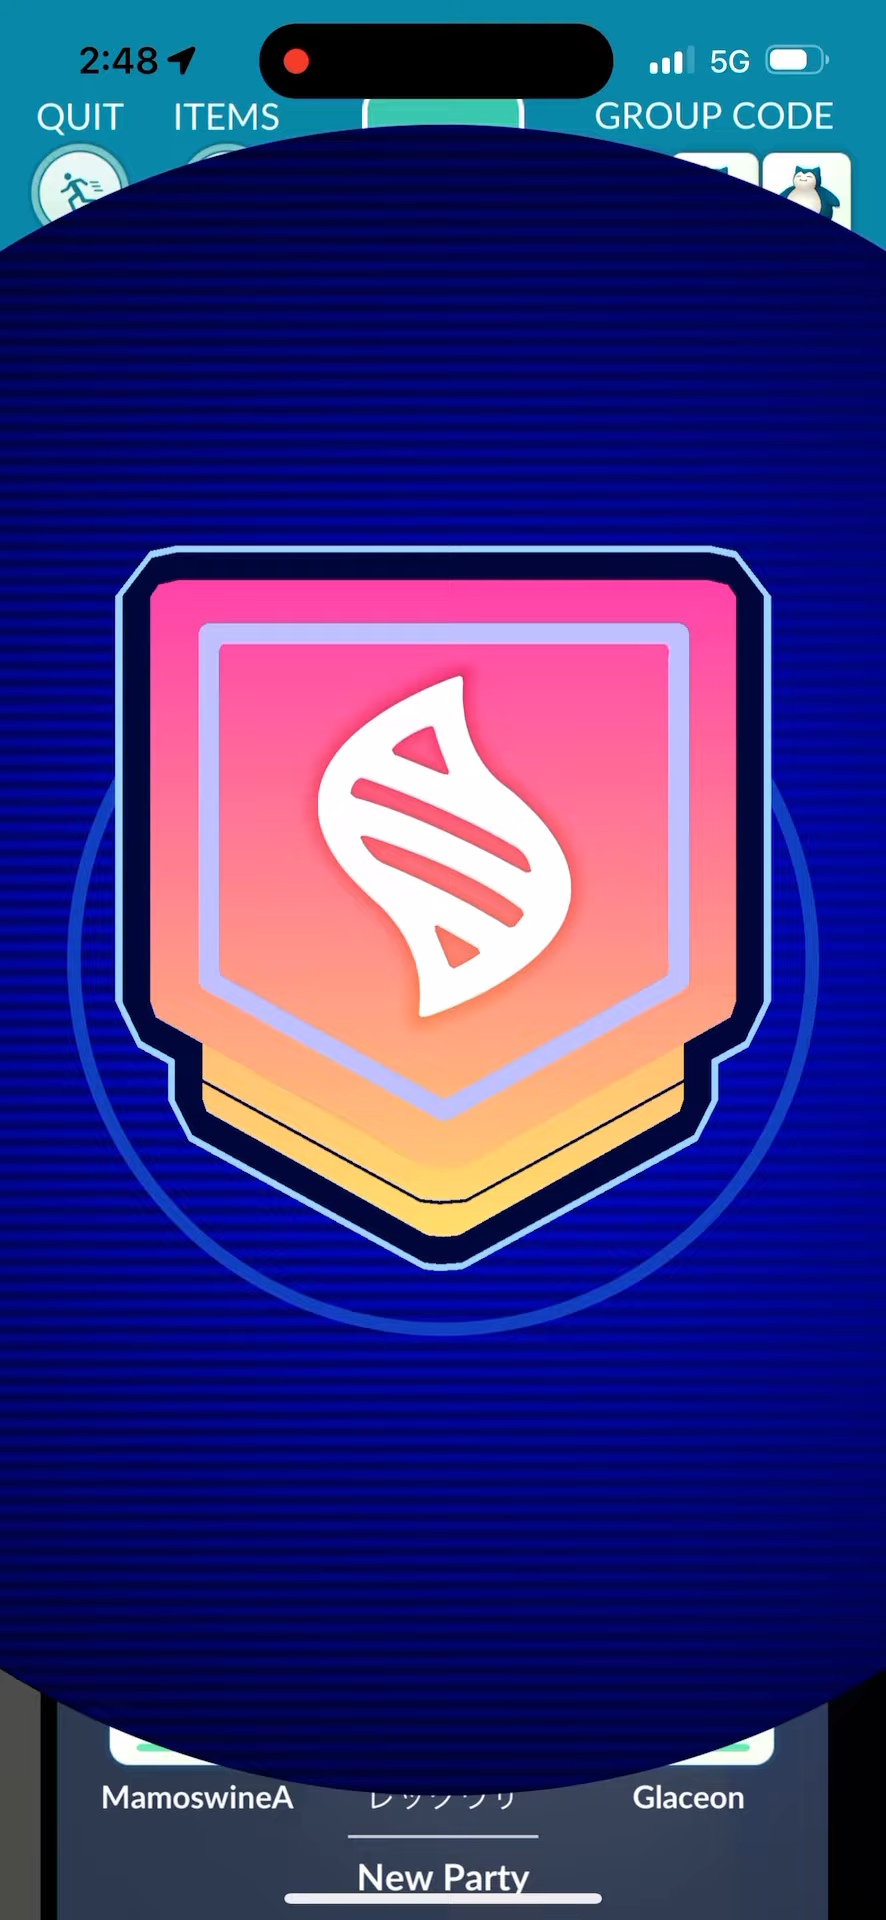 2:48
5G
QUIT
ITEMS
GROUP CODE
MamoswineA
Glaceon
New Party